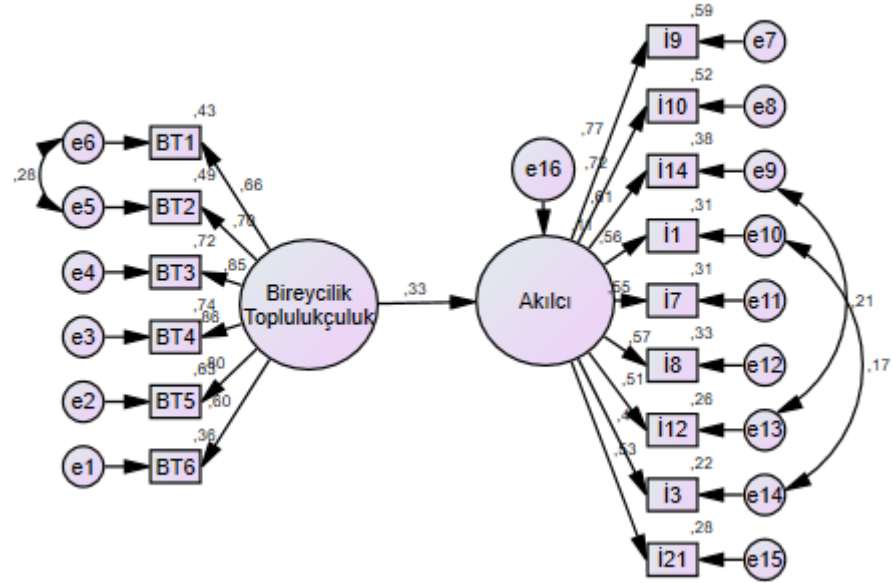 ,59
İ9
e7
,52
İ10
e8
,38
İ14
e9
,31
İ1
e10
,31
İ7
e11
,33
İ8
e12
,26
İ12
e13
,22
İ3
e14
,28
İ21
e15
,21
,17
,77
,72
,61
,56
,55
,57
,51
,53
e16
Akılcı
,33
Bireycilik
Toplulukçuluk
,43
e6
BT1
,66
,28
,49
e5
BT2
,70
,72
e4
BT3
,85
,74
e3
BT4
,86
,63
e2
BT5
,80
,36
e1
BT6
,60